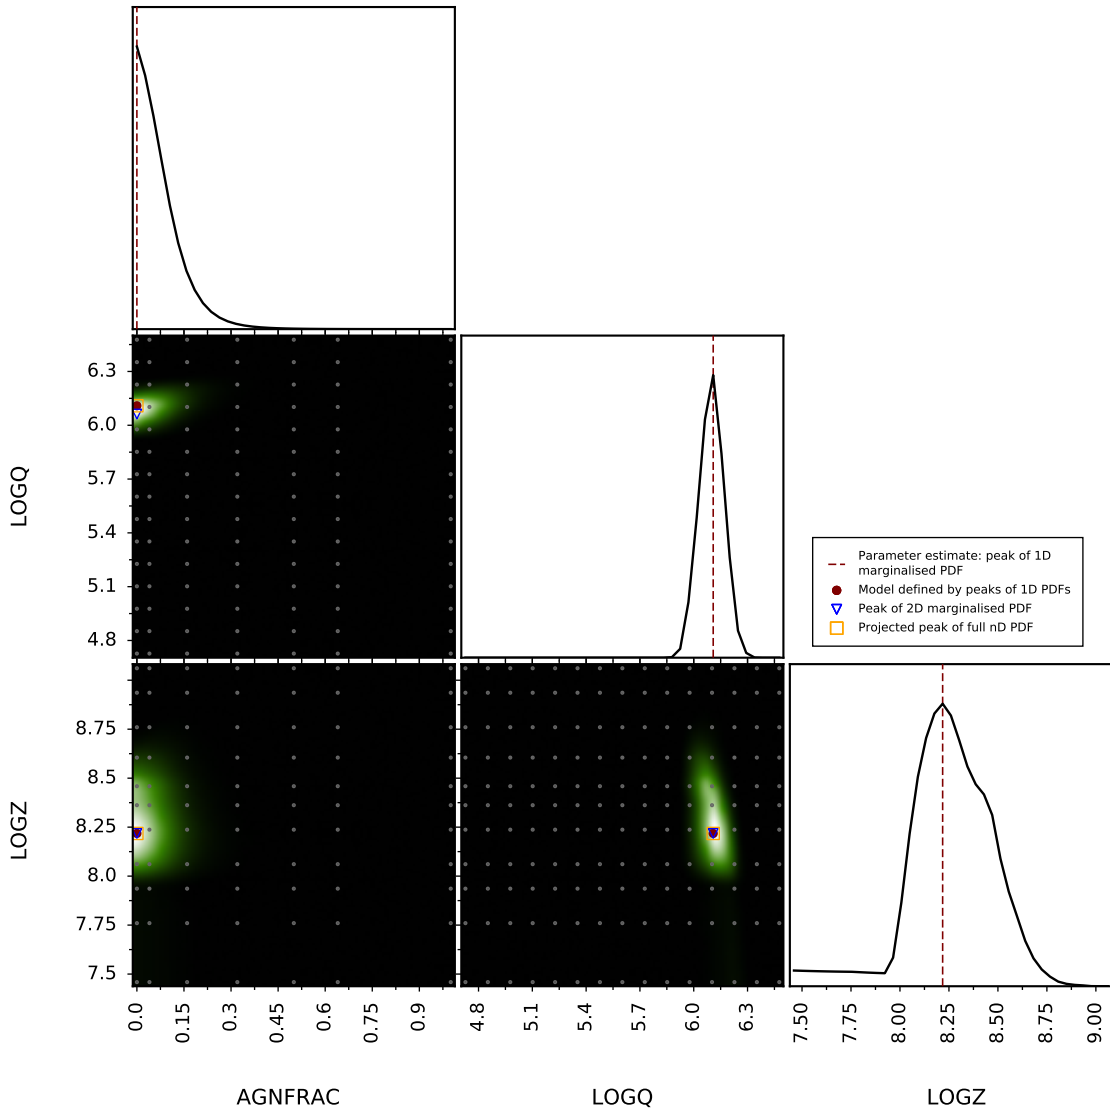 6.3
6.0
5.7
5.4
5.1
4.8
LOGQ
Parameter estimate: peak of 1D
marginalised PDF
Model defined by peaks of 1D PDFs
Peak of 2D marginalised PDF
Projected peak of full nD PDF
8.75
8.5
8.25
8.0
7.75
7.5
LOGZ
0.0 0.15 0.3 0.45 0.6 0.75 0.9
4.8 5.1 5.4 5.7 6.0 6.3
7.50 7.75 8.00 8.25 8.50 8.75 9.00
AGNFRAC LOGQ LOGZ